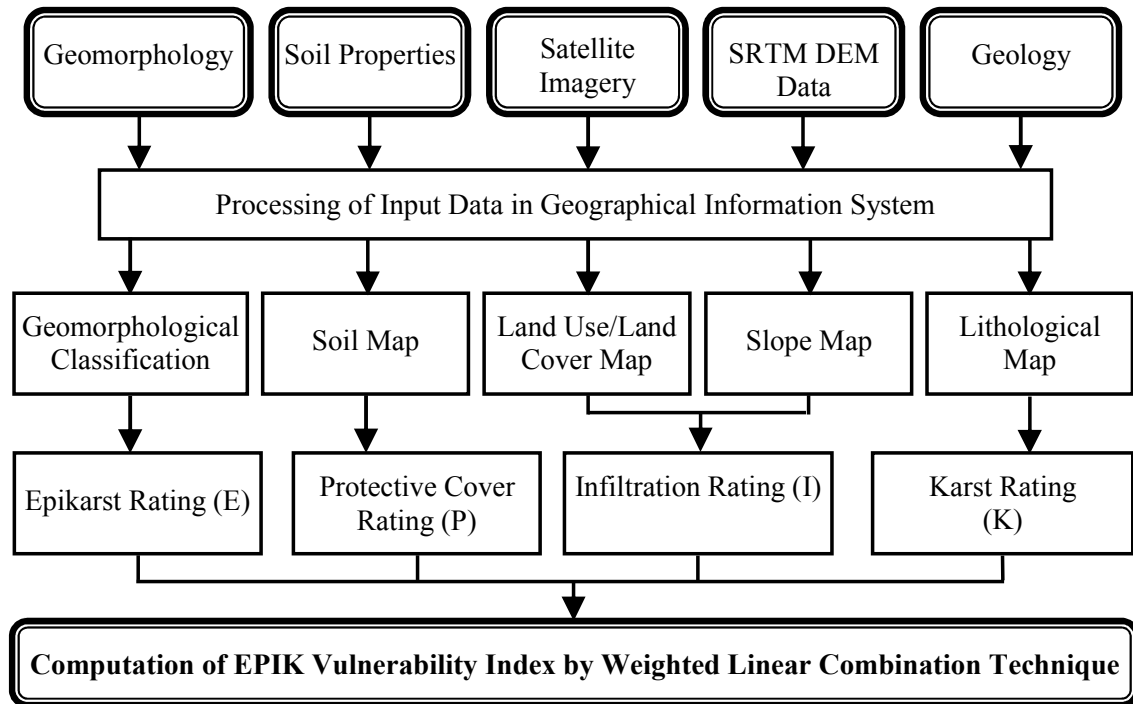 Geomorphology
Soil Properties
Satellite
Imagery
SRTM DEM
Data
Geology
Processing of Input Data in Geographical Information System
Geomorphological
Classification
Soil Map
Land Use/Land
Cover Map
Slope Map
Lithological
Map
Epikarst Rating (E)
Protective Cover
Rating (P)
Infiltration Rating (I)
Karst Rating
(K)
Computation of EPIK Vulnerability Index by Weighted Linear Combination Technique